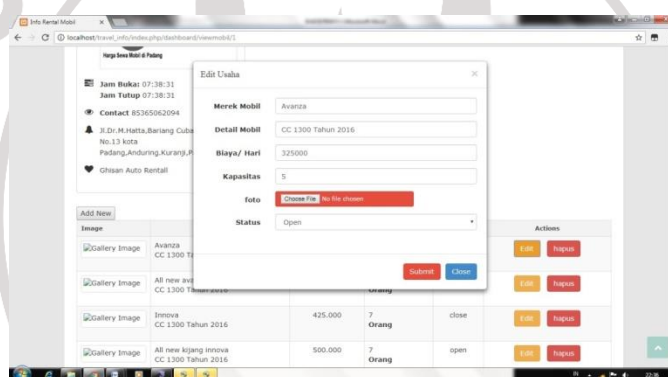 Info Rental Mobil
localhost/travel_info/index.php/dashboard/viewmobil/1
Harga Sewa Mobil di Padang
Jam Buka: 07:38:31
Jam Tutup 07:38:31
Contact 85365062094
Jl.Dr.M.Hatta,Bariang
No.13 kota
Padang,Anduring,Kuranji,P
Ghisan Auto Rentall
Edit Usaha
×
Merek Mobil
Avanza
Detail Mobil
CC 1300 Tahun 2016
Biaya/ Hari
325000
Kapasitas
5
foto
Choose File No file chosen
Status
Open
Submit
Close
Add New
Image
Actions
Gallery Image
Avanza
CC 1300 Ta
Edit
hapus
Gallery Image
All new ava
CC 1300 Tahun 2016
Orang
Edit
hapus
Gallery Image
Innova
CC 1300 Tahun 2016
425.000
7
Orang
close
Edit
hapus
Gallery Image
All new kijang innova
CC 1300 Tahun 2016
500.000
7
Orang
open
Edit
hapus
IN
22:36